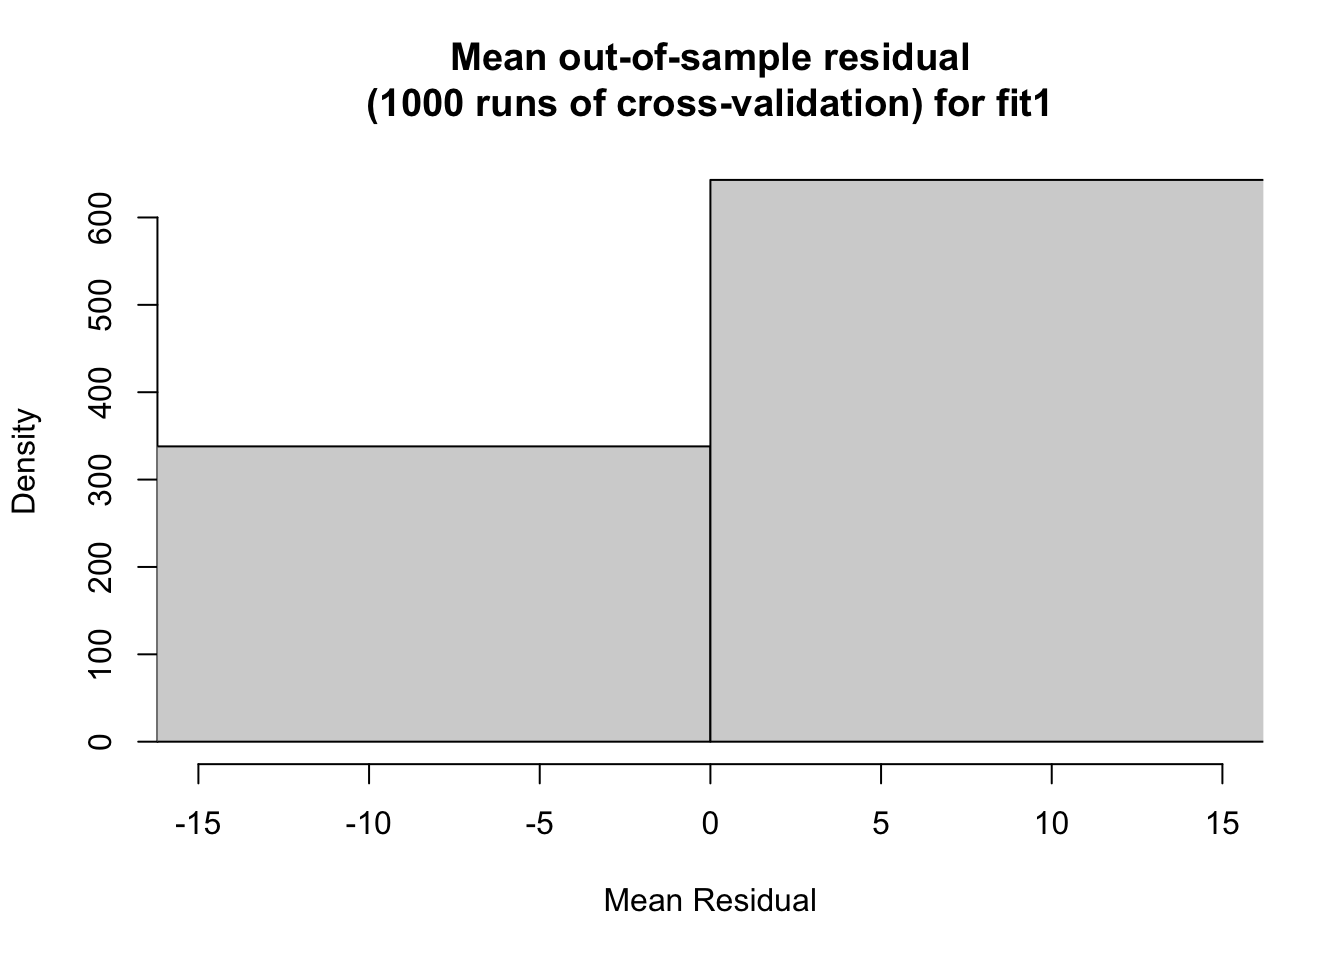 Mean out-of-sample residual
(1000 runs of cross-validation) for fit1
600
500
400
300
200
100
0
Density
-15 -10 -5 0 5 10 15
Mean Residual